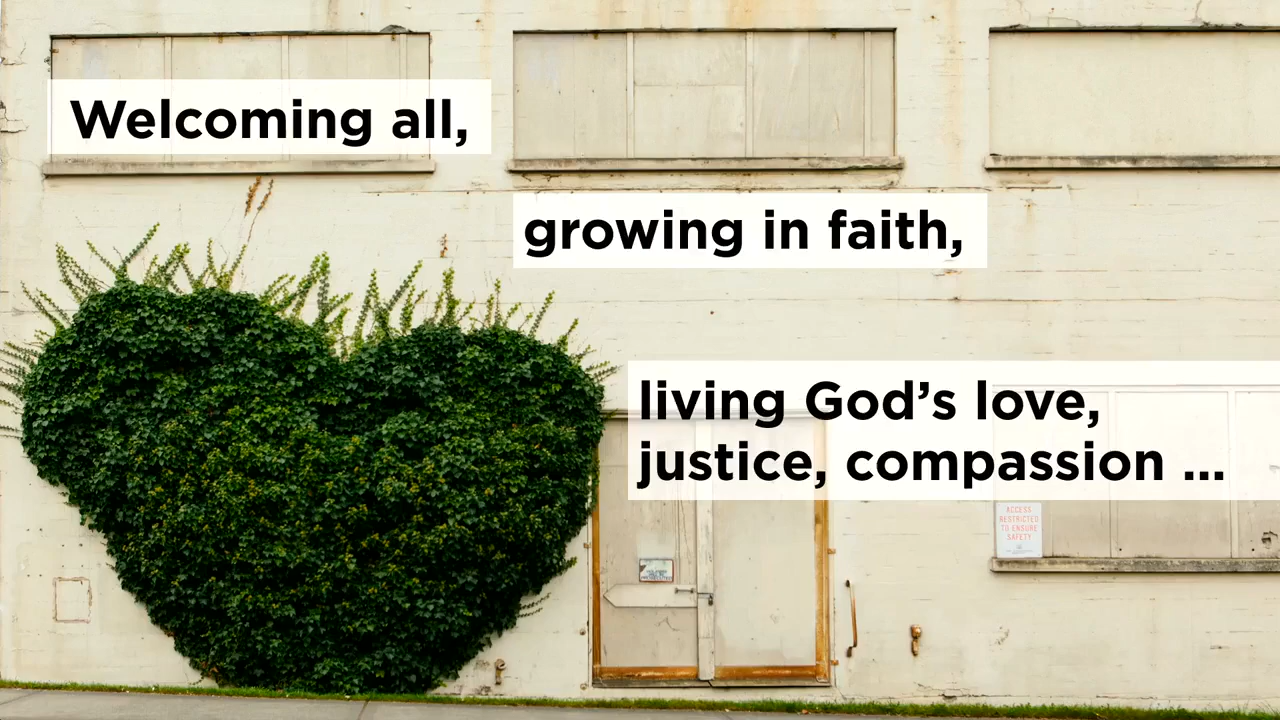 Welcoming all,
growing in faith,
living God’s love,
justice, compassion ...
ACCESS
RESTRICTED
TO ENSURE
SAFETY